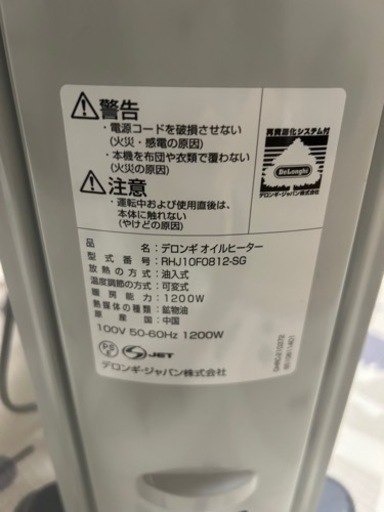 警告
・電源コードを破損させない
(火災・感電の原因)
・本機を布団や衣類で覆わない
(火災の原因)
注意
・運転中および使用直後は、
本体に触れない
(やけどの原因)
再資源化システム付
DeLonghi
デロンギ・ジャパン株式会社
品名：デロンギ オイルヒーター
型式番号：RHJ10F0812-SG
放熱の方式：油入式
温度調節の方式：可変式
暖房能力：1200W
熱媒体の種類：鉱物油
原産国：中国
100V 50-60Hz 1200W
PS
E
JET
デロンギ・ジャパン株式会社